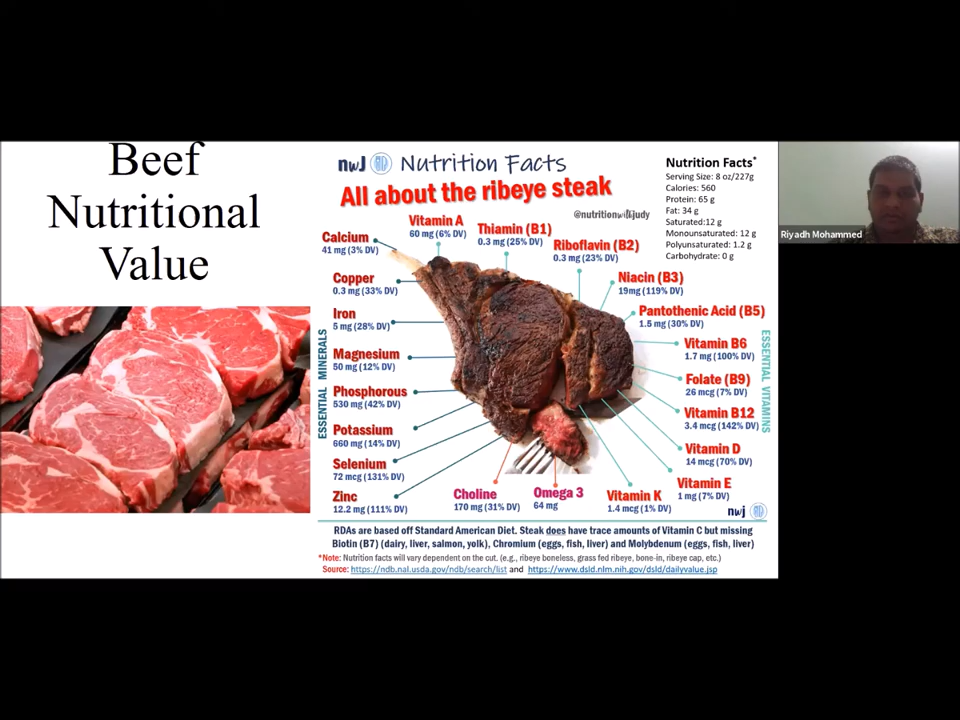 Beef
Nutritional
Value
nwJ Nutrition Facts
All about the ribeye steak
@nutritionwithjudy
Nutrition Facts*
Serving Size: 8 oz/227g
Calories: 560
Protein: 65 g
Fat: 34 g
Saturated:12 g
Monounsaturated: 12 g
Polyunsaturated: 1.2 g
Carbohydrate: 0 g
ESSENTIAL MINERALS
Calcium
41 mg (3% DV)
Copper
0.3 mg (33% DV)
Iron
5 mg (28% DV)
Magnesium
50 mg (12% DV)
Phosphorous
530 mg (42% DV)
Potassium
660 mg (14% DV)
Selenium
72 mcg (131% DV)
Zinc
12.2 mg (111% DV)
Vitamin A
60 mg (6% DV)
Thiamin (B1)
0.3 mg (25% DV)
Riboflavin (B2)
0.3 mg (23% DV)
Niacin (B3)
19mg (119% DV)
Pantothenic Acid (B5)
1.5 mg (30% DV)
Vitamin B6
1.7 mg (100% DV)
Folate (B9)
26 mcg (7% DV)
Vitamin B12
3.4 mcg (142% DV)
Vitamin D
14 mcg (70% DV)
Vitamin E
1 mg (7% DV)
Vitamin K
1.4 mcg (1% DV)
ESSENTIAL VITAMINS
Choline
170 mg (31% DV)
Omega 3
64 mg
nwj
RDAs are based off Standard American Diet. Steak does have trace amounts of Vitamin C but missing
Biotin (B7) (dairy, liver, salmon, yolk), Chromium (eggs, fish, liver) and Molybdenum (eggs, fish, liver)
*Note: Nutrition facts will vary dependent on the cut. (e.g., ribeye boneless, grass fed ribeye, bone-in, ribeye cap, etc.)
Source: https://ndb.nal.usda.gov/ndb/search/list and https://www.dsld.nlm.nih.gov/dsld/dailyvalue.jsp
Riyadh Mohammed